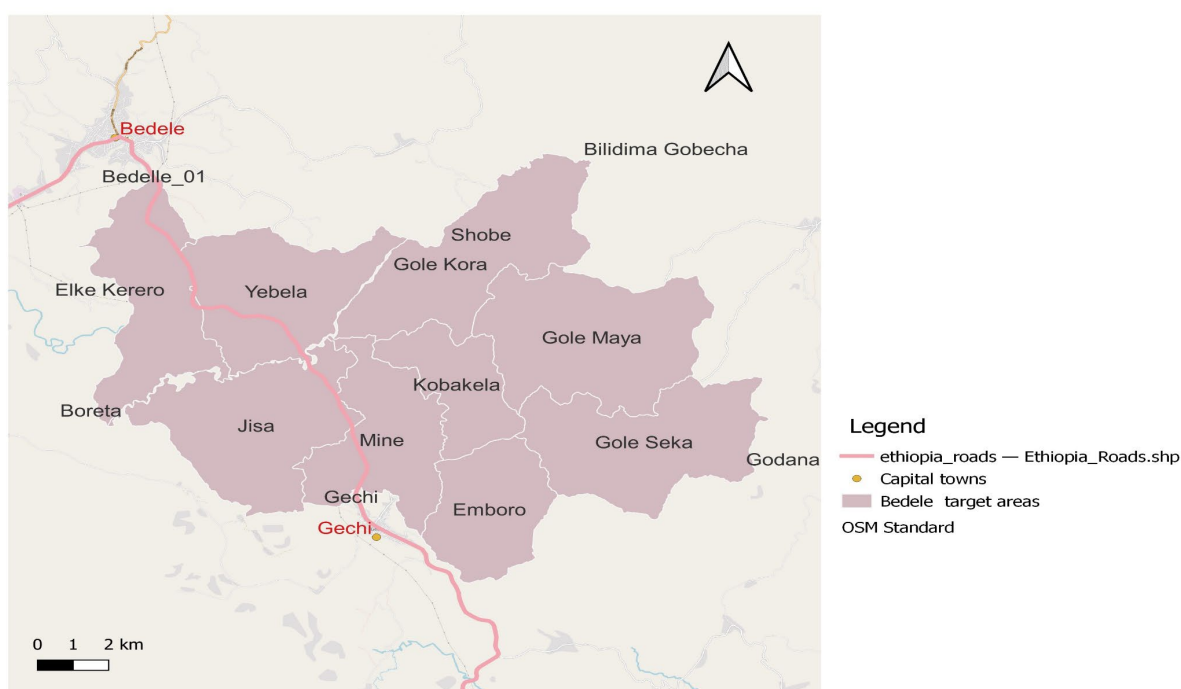 Bedele
Bilidima Gobecha
Bedelle_01
Shobe
Gole Kora
Elke Kerero
Yebela
Gole Maya
Kobakela
Boreta
Jisa
Mine
Gole Seka
Godana
Gechi
Emboro
Gechi
0 1 2 km
Legend
ethiopia_roads — Ethiopia_Roads.shp
Capital towns
Bedele target areas
OSM Standard